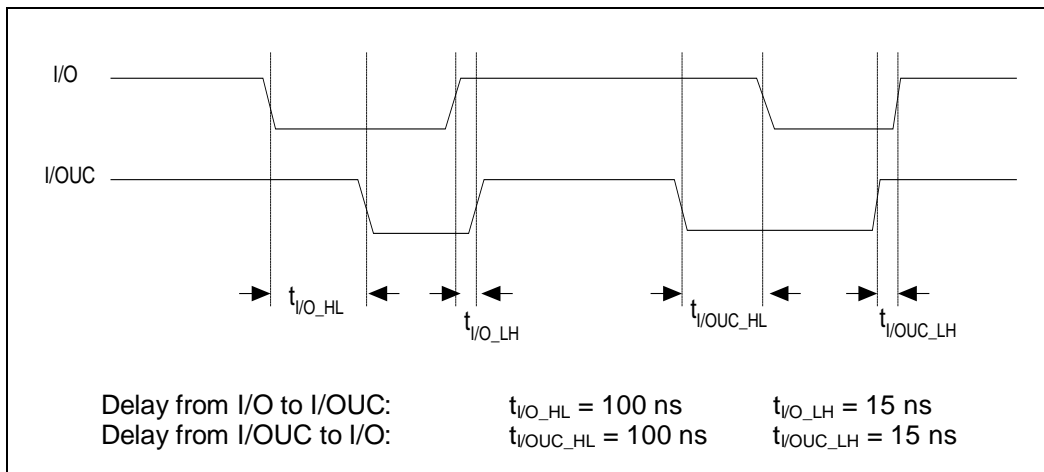 I/O
I/OUC
tI/O_HL
tI/O_LH
tI/OUC_HL
tI/OUC_LH
Delay from I/O to I/OUC: tI/O_HL = 100 ns tI/O_LH = 15 ns
Delay from I/OUC to I/O: tI/OUC_HL = 100 ns tI/OUC_LH = 15 ns